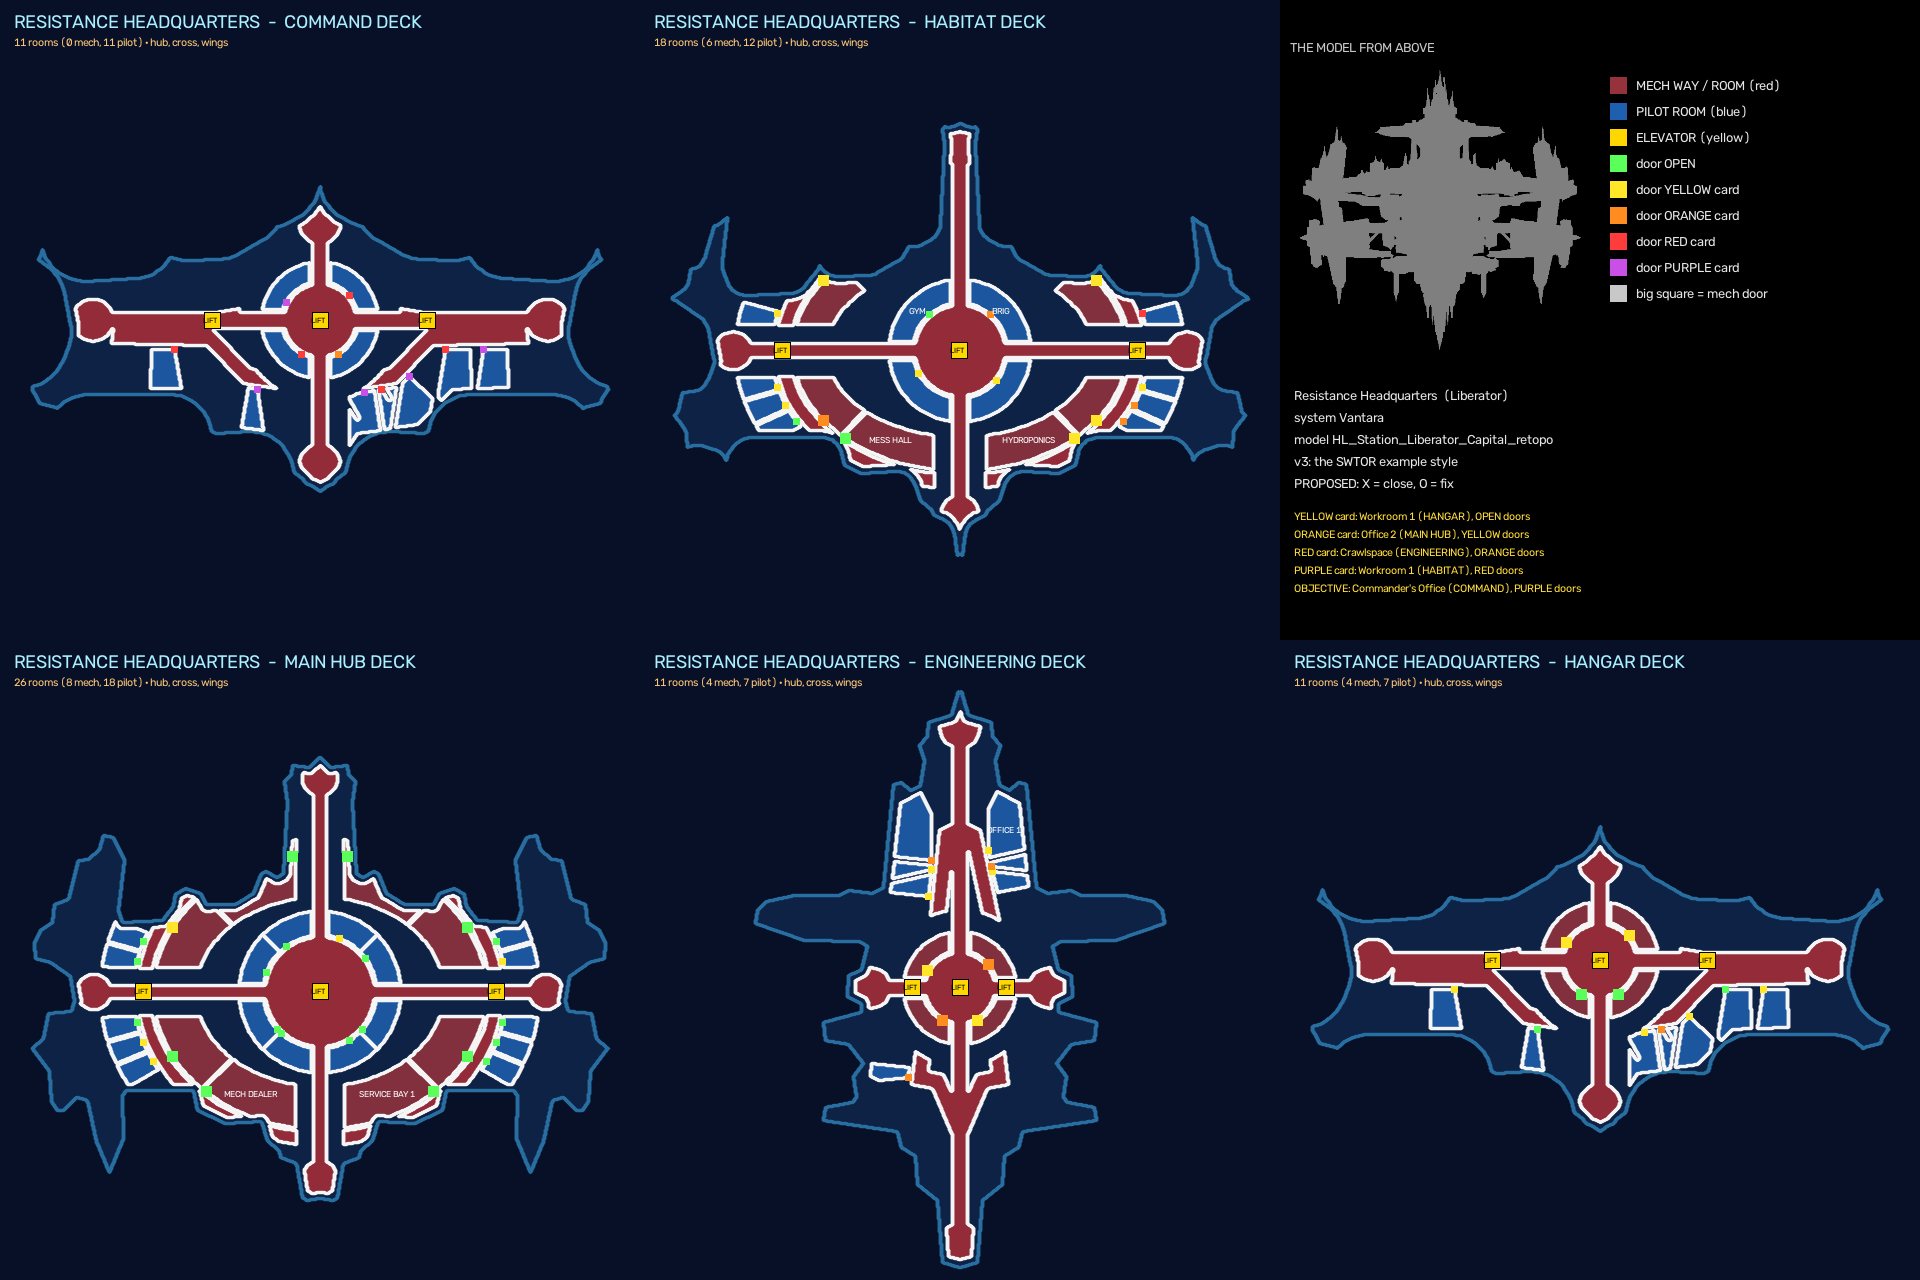 RESISTANCE HEADQUARTERS - COMMAND DECK
11 rooms (0 mech, 11 pilot) • hub, cross, wings
LIFT
LIFT
LIFT
RESISTANCE HEADQUARTERS - HABITAT DECK
18 rooms (6 mech, 12 pilot) • hub, cross, wings
GYM
BRIG
LIFT
LIFT
LIFT
MESS HALL
HYDROPONICS
THE MODEL FROM ABOVE
MECH WAY / ROOM (red)
PILOT ROOM (blue)
ELEVATOR (yellow)
door OPEN
door YELLOW card
door ORANGE card
door RED card
door PURPLE card
big square = mech door
Resistance Headquarters (Liberator)
system Vantara
model HL_Station_Liberator_Capital_retopo
v3: the SWTOR example style
PROPOSED: X = close, O = fix
YELLOW card: Workroom 1 (HANGAR), OPEN doors
ORANGE card: Office 2 (MAIN HUB), YELLOW doors
RED card: Crawlspace (ENGINEERING), ORANGE doors
PURPLE card: Workroom 1 (HABITAT), RED doors
OBJECTIVE: Commander's Office (COMMAND), PURPLE doors
RESISTANCE HEADQUARTERS - MAIN HUB DECK
26 rooms (8 mech, 18 pilot) • hub, cross, wings
LIFT
LIFT
LIFT
MECH DEALER
SERVICE BAY 1
RESISTANCE HEADQUARTERS - ENGINEERING DECK
11 rooms (4 mech, 7 pilot) • hub, cross, wings
OFFICE 1
LIFT
LIFT
LIFT
RESISTANCE HEADQUARTERS - HANGAR DECK
11 rooms (4 mech, 7 pilot) • hub, cross, wings
LIFT
LIFT
LIFT